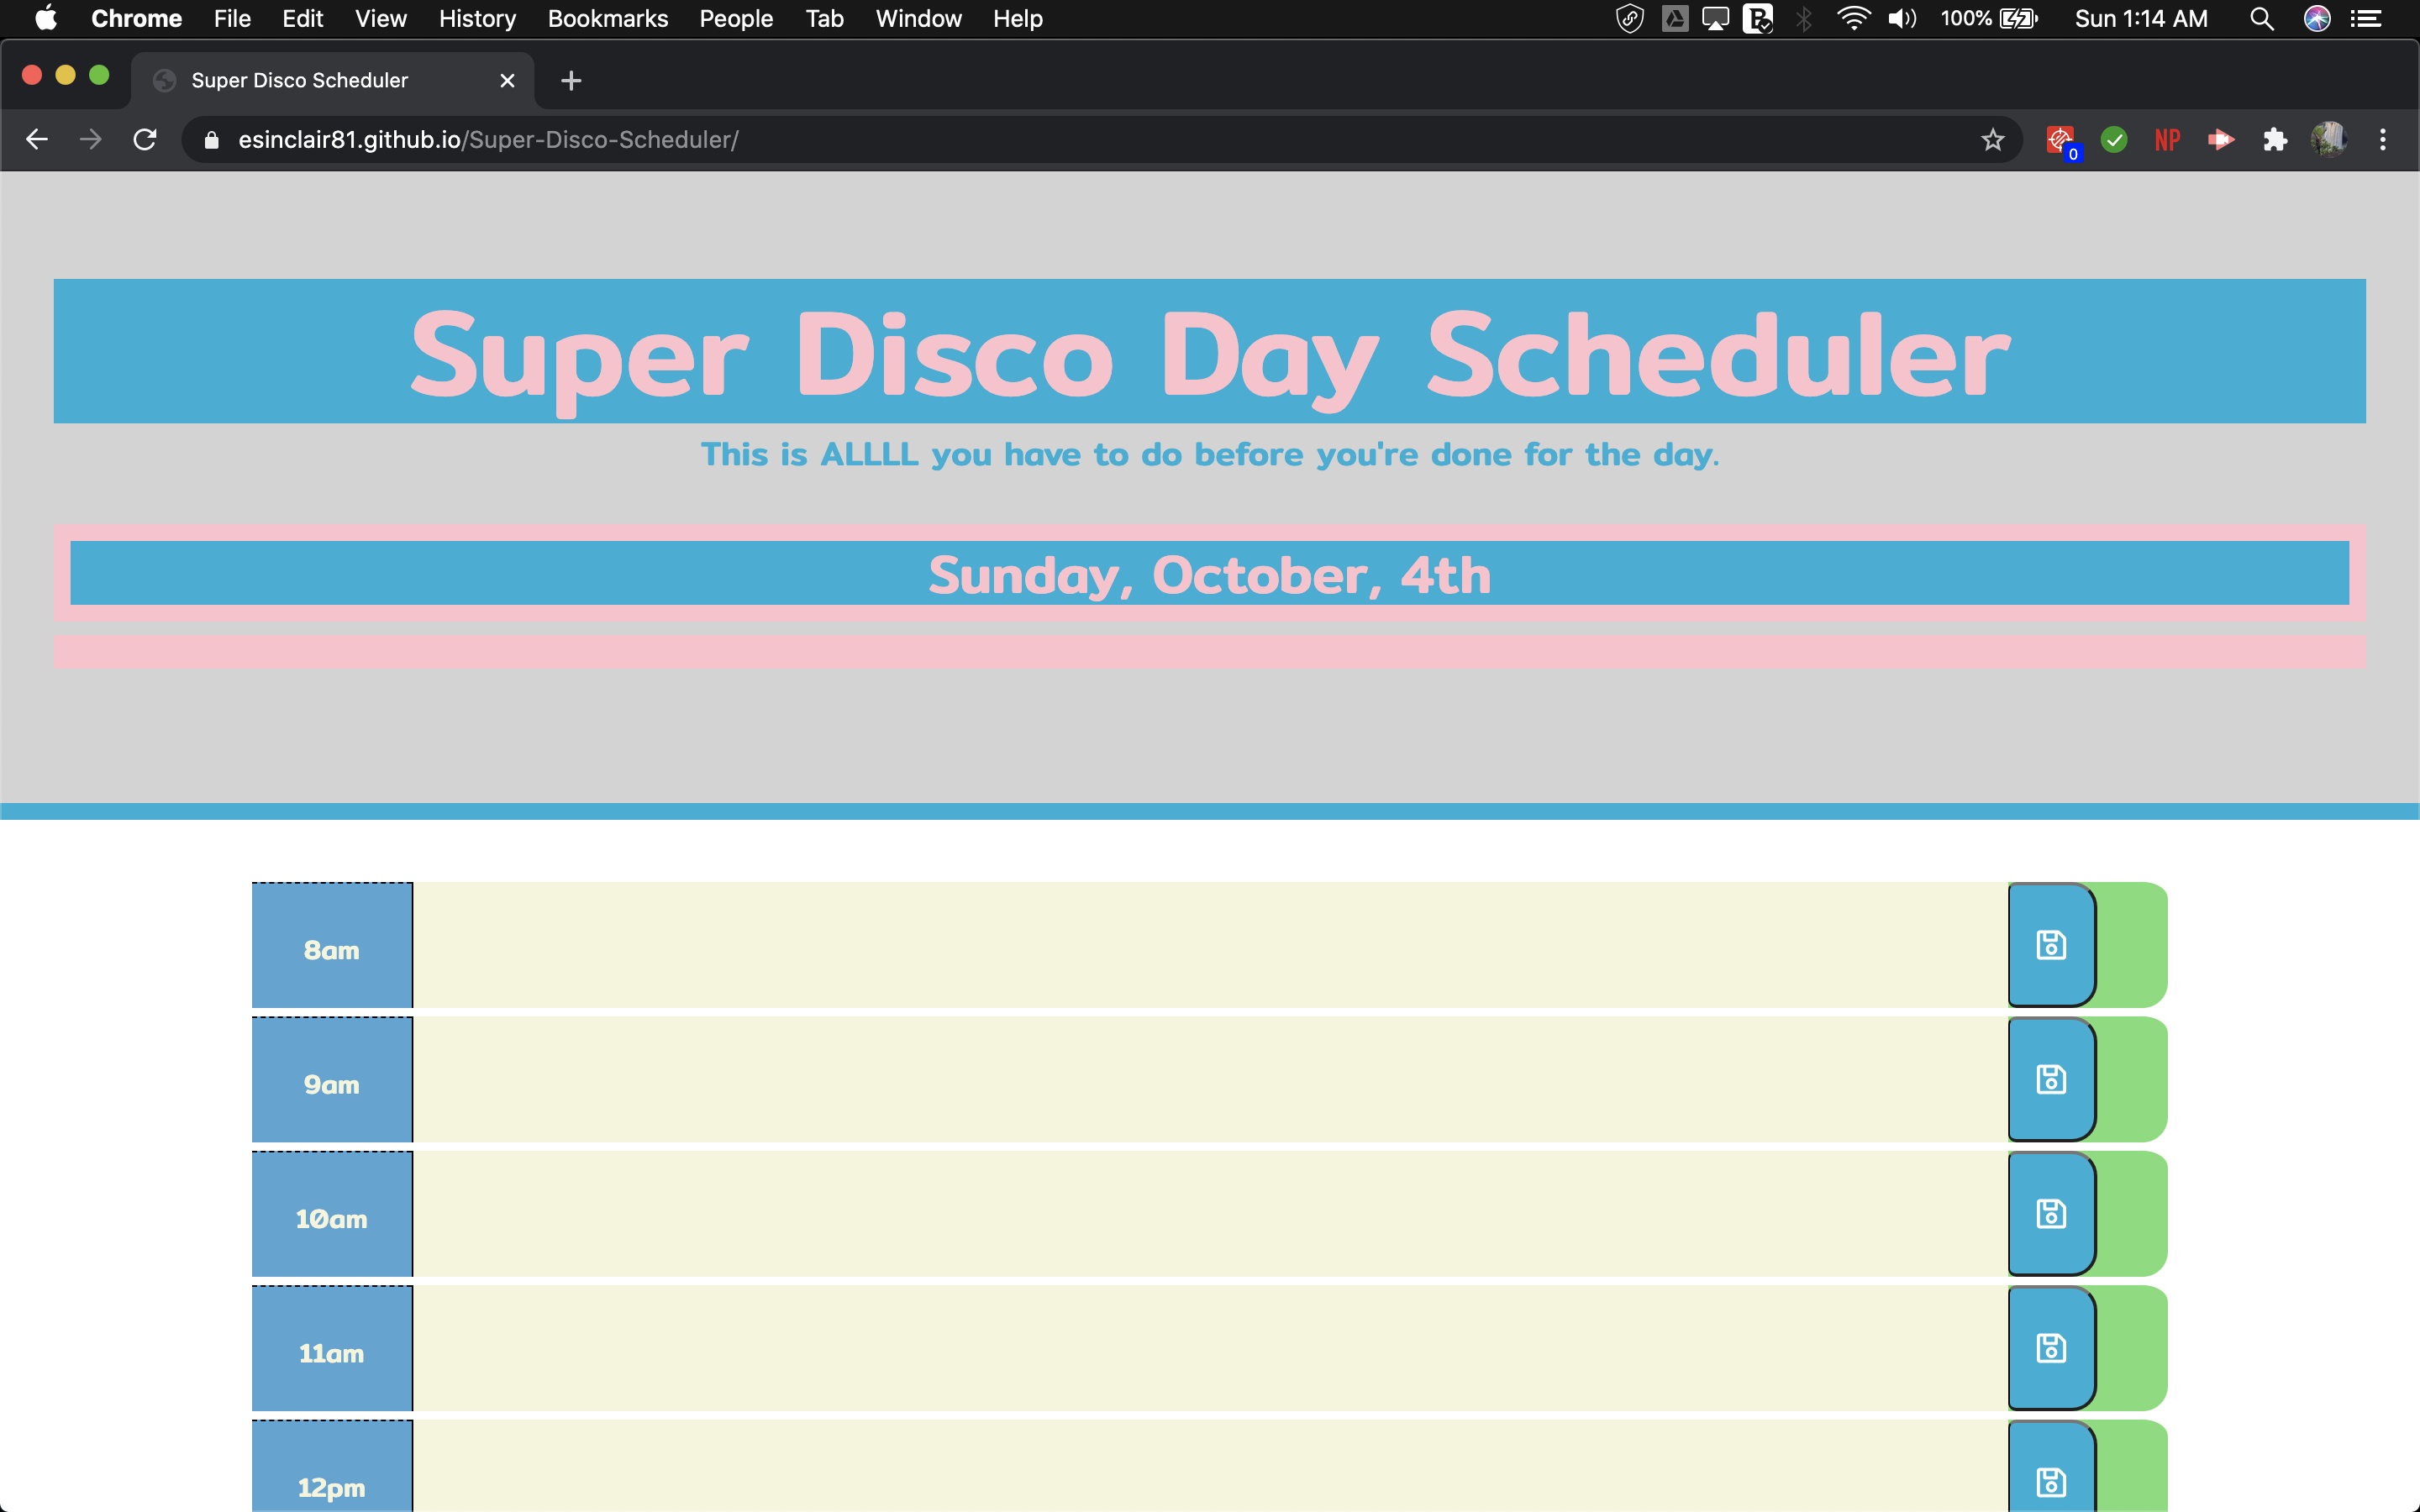 Chrome File Edit View History Bookmarks People Tab Window Help 100% Sun 1:14 AM
Super Disco Scheduler
esinclair81.github.io/Super-Disco-Scheduler/ 0 NP
Super Disco Day Scheduler
This is ALLLL you have to do before you're done for the day.
Sunday, October, 4th
8am
9am
10am
11am
12pm